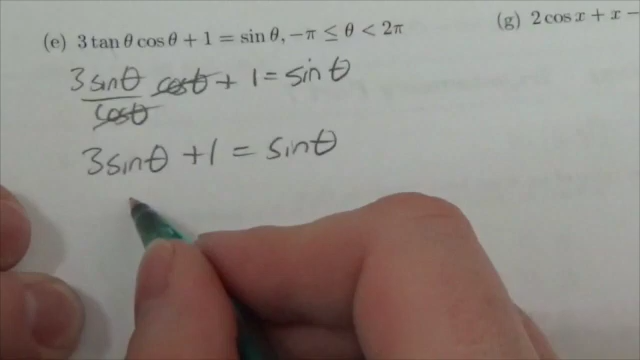 (e) 3 tan θ cos θ + 1 = sin θ, −π ≤ θ < 2π
(g) 2 cos x + x −
3 sinθ/cosθ cosθ + 1 = sinθ
3sinθ + 1 = sinθ